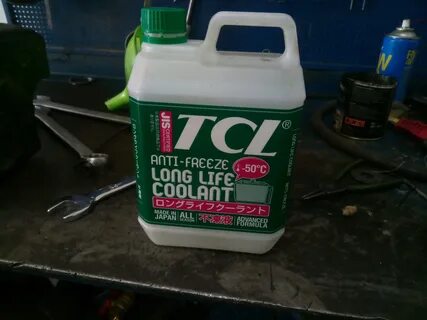 TCL®
ANTI-FREEZE
-50°C
LONG LIFE
COOLANT
ロングライフクーラント
MADE IN
JAPAN
ALL
不凍液
ADVANCED
FORMULA